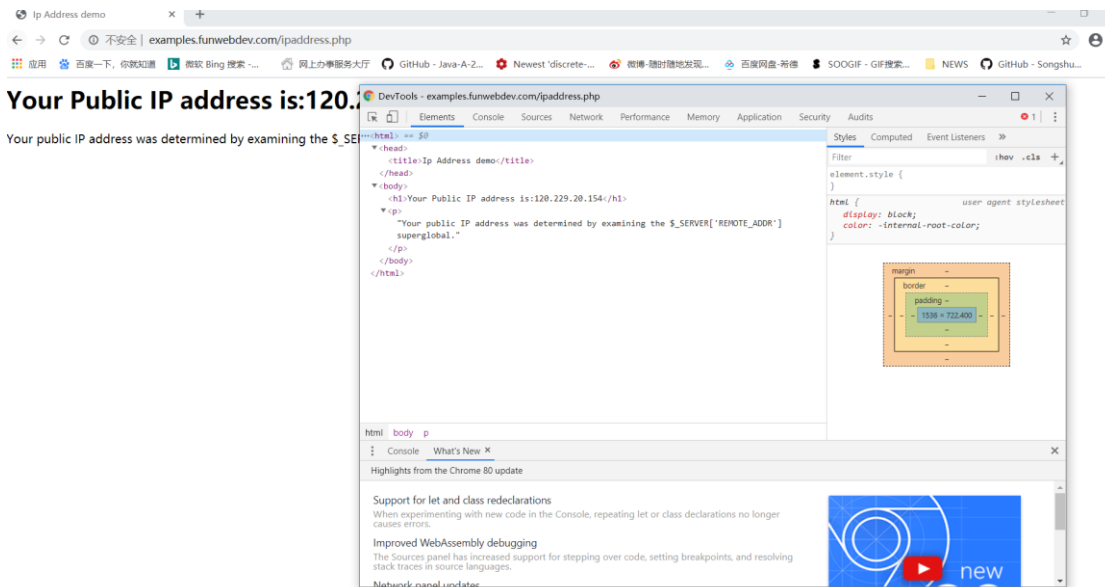 Ip Address demo
不安全 | examples.funwebdev.com/ipaddress.php
应用 百度一下，你就知道 微软 Bing 搜索 -... 网上办事服务大厅 GitHub - Java-A-2... Newest 'discrete-... 微博-随时随地发现... 百度网盘-希德 SOOGIF - GIF搜索... NEWS GitHub - Songshu...
Your Public IP address is:120.2
Your public IP address was determined by examining the $_SE
DevTools - examples.funwebdev.com/ipaddress.php
Elements Console Sources Network Performance Memory Application Security Audits 1
<html> == $0
<head>
<title>Ip Address demo</title>
</head>
<body>
<h1>Your Public IP address is:120.229.20.154</h1>
<p>
"Your public IP address was determined by examining the $_SERVER['REMOTE_ADDR']
superglobal."
</p>
</body>
</html>
html body p
Styles Computed Event Listeners »
Filter :hov .cls +
element.style {
}
html { user agent stylesheet
display: block;
color: -internal-root-color;
}
margin -
border -
padding -
- - - 1536 × 722.400 - - -
-
-
-
Console What's New ×
Highlights from the Chrome 80 update
Support for let and class redeclarations
When experimenting with new code in the Console, repeating let or class declarations no longer
causes errors.
Improved WebAssembly debugging
The Sources panel has increased support for stepping over code, setting breakpoints, and resolving
stack traces in source languages.
Network panel updates
new